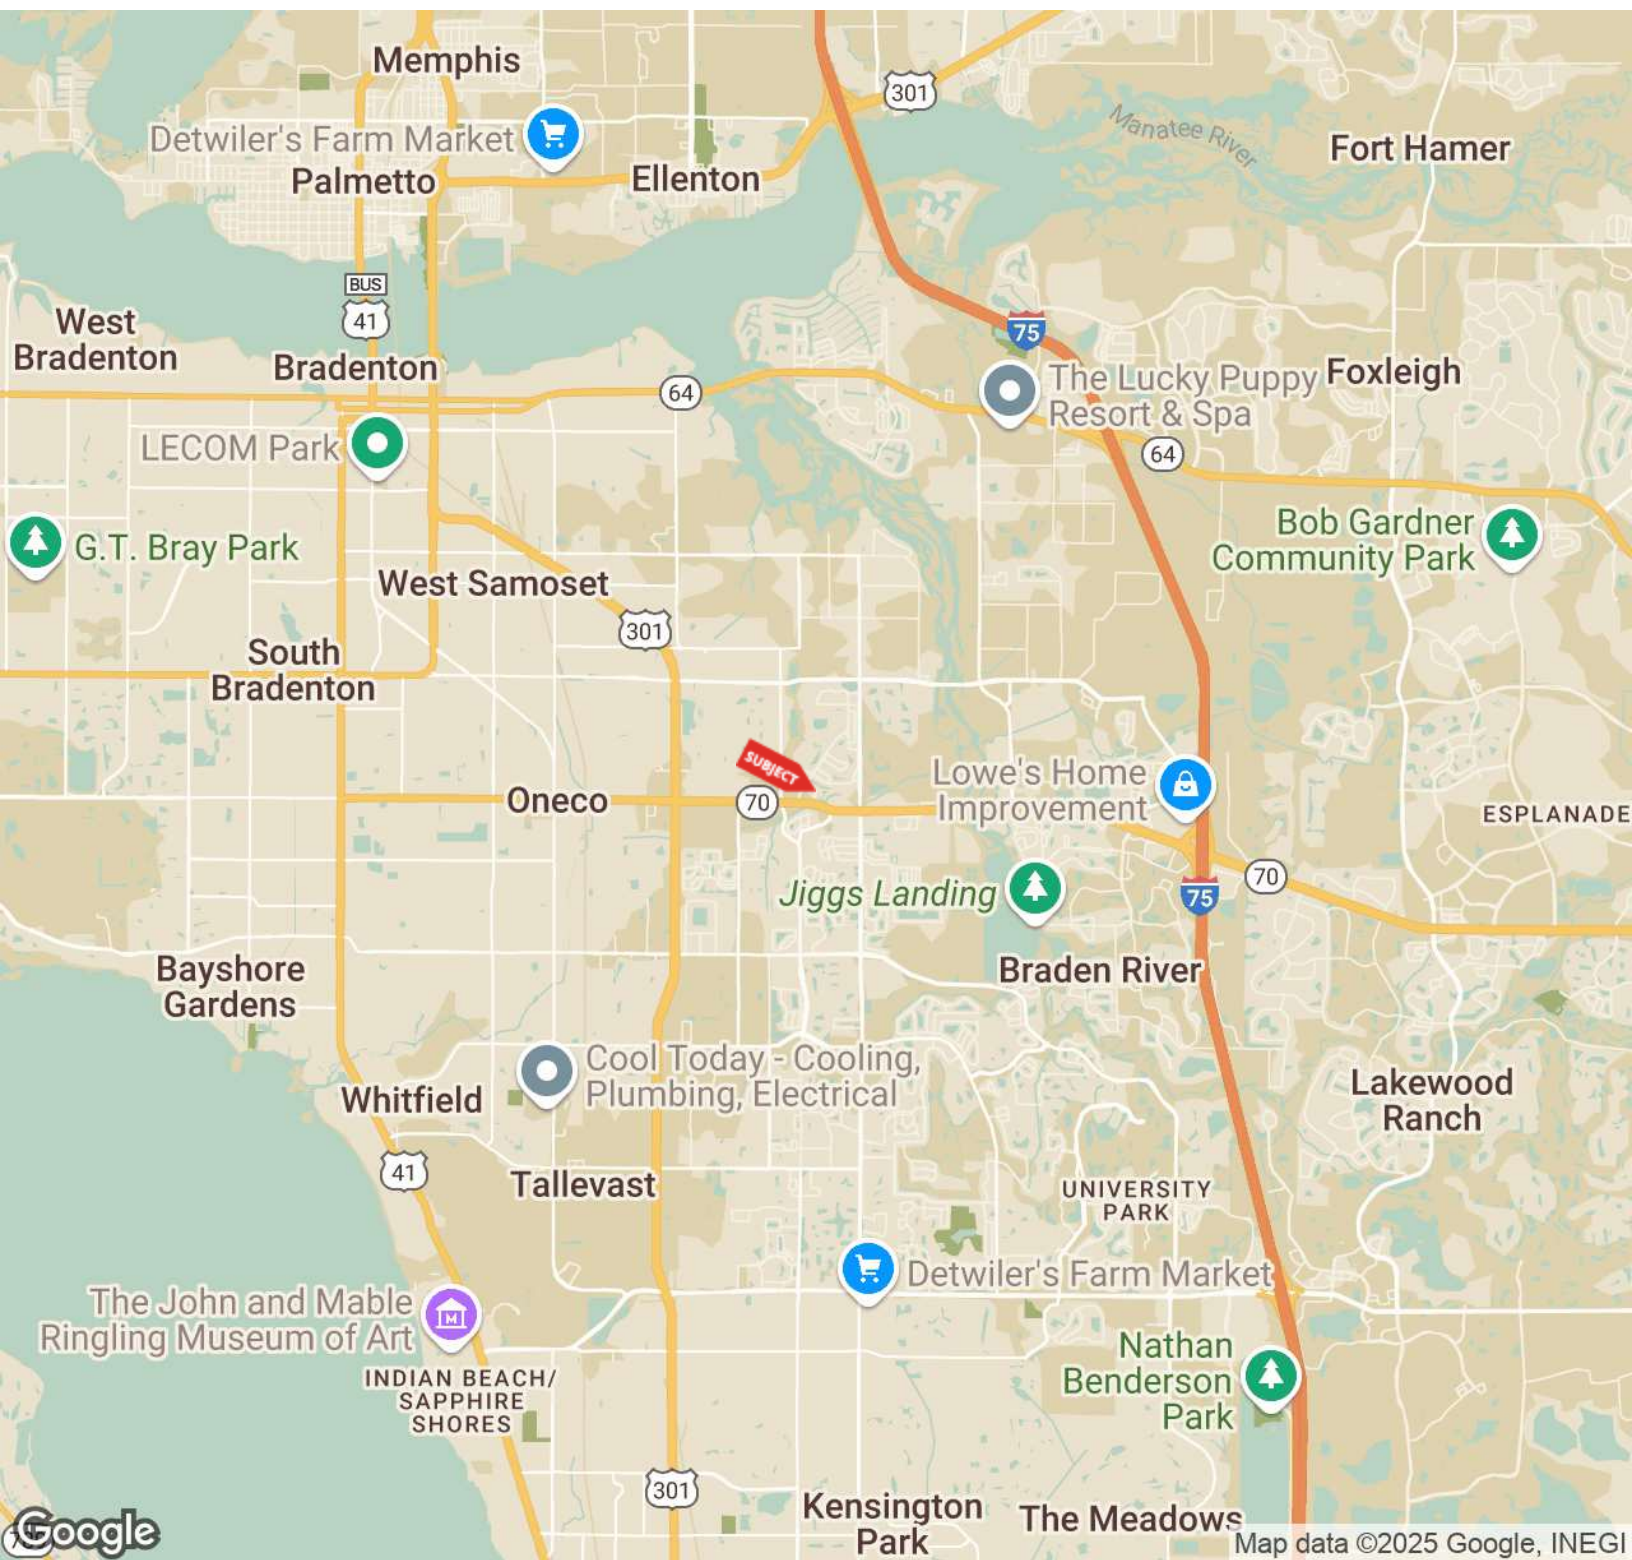 Memphis
301
Manatee River
Detwiler's Farm Market
Fort Hamer
Palmetto
Ellenton
BUS
41
West
Bradenton
75
Bradenton
64
The Lucky Puppy
Resort & Spa
Foxleigh
LECOM Park
64
G.T. Bray Park
Bob Gardner
Community Park
West Samoset
301
South
Bradenton
SUBJECT
Oneco
70
Lowe's Home
Improvement
ESPLANADE
Jiggs Landing
70
75
Bayshore
Gardens
Braden River
Cool Today - Cooling,
Plumbing, Electrical
Whitfield
Lakewood
Ranch
41
Tallevast
UNIVERSITY
PARK
Detwiler's Farm Market
The John and Mable
Ringling Museum of Art
M
INDIAN BEACH/
SAPPHIRE
SHORES
Nathan
Benderson
Park
301
Kensington
Park
The Meadows
Google
Map data ©2025 Google, INEGI